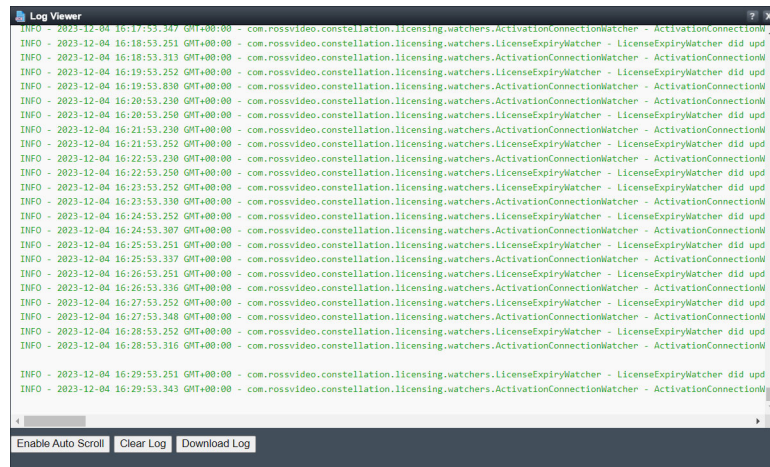 Log Viewer
? X
INFO - 2023-12-04 16:17:53.347 GMT+00:00 - com.rossvideo.constellation.licensing.watchers.ActivationConnectionWatcher - ActivationConnectionW
INFO - 2023-12-04 16:18:53.251 GMT+00:00 - com.rossvideo.constellation.licensing.watchers.LicenseExpiryWatcher - LicenseExpiryWatcher did upd
INFO - 2023-12-04 16:18:53.313 GMT+00:00 - com.rossvideo.constellation.licensing.watchers.ActivationConnectionWatcher - ActivationConnectionW
INFO - 2023-12-04 16:19:53.252 GMT+00:00 - com.rossvideo.constellation.licensing.watchers.LicenseExpiryWatcher - LicenseExpiryWatcher did upd
INFO - 2023-12-04 16:19:53.830 GMT+00:00 - com.rossvideo.constellation.licensing.watchers.ActivationConnectionWatcher - ActivationConnectionW
INFO - 2023-12-04 16:20:53.230 GMT+00:00 - com.rossvideo.constellation.licensing.watchers.ActivationConnectionWatcher - ActivationConnectionW
INFO - 2023-12-04 16:20:53.250 GMT+00:00 - com.rossvideo.constellation.licensing.watchers.LicenseExpiryWatcher - LicenseExpiryWatcher did upd
INFO - 2023-12-04 16:21:53.230 GMT+00:00 - com.rossvideo.constellation.licensing.watchers.ActivationConnectionWatcher - ActivationConnectionW
INFO - 2023-12-04 16:21:53.252 GMT+00:00 - com.rossvideo.constellation.licensing.watchers.LicenseExpiryWatcher - LicenseExpiryWatcher did upd
INFO - 2023-12-04 16:22:53.230 GMT+00:00 - com.rossvideo.constellation.licensing.watchers.ActivationConnectionWatcher - ActivationConnectionW
INFO - 2023-12-04 16:22:53.250 GMT+00:00 - com.rossvideo.constellation.licensing.watchers.LicenseExpiryWatcher - LicenseExpiryWatcher did upd
INFO - 2023-12-04 16:23:53.252 GMT+00:00 - com.rossvideo.constellation.licensing.watchers.LicenseExpiryWatcher - LicenseExpiryWatcher did upd
INFO - 2023-12-04 16:23:53.330 GMT+00:00 - com.rossvideo.constellation.licensing.watchers.ActivationConnectionWatcher - ActivationConnectionW
INFO - 2023-12-04 16:24:53.252 GMT+00:00 - com.rossvideo.constellation.licensing.watchers.LicenseExpiryWatcher - LicenseExpiryWatcher did upd
INFO - 2023-12-04 16:24:53.307 GMT+00:00 - com.rossvideo.constellation.licensing.watchers.ActivationConnectionWatcher - ActivationConnectionW
INFO - 2023-12-04 16:25:53.251 GMT+00:00 - com.rossvideo.constellation.licensing.watchers.LicenseExpiryWatcher - LicenseExpiryWatcher did upd
INFO - 2023-12-04 16:25:53.337 GMT+00:00 - com.rossvideo.constellation.licensing.watchers.ActivationConnectionWatcher - ActivationConnectionW
INFO - 2023-12-04 16:26:53.251 GMT+00:00 - com.rossvideo.constellation.licensing.watchers.LicenseExpiryWatcher - LicenseExpiryWatcher did upd
INFO - 2023-12-04 16:26:53.336 GMT+00:00 - com.rossvideo.constellation.licensing.watchers.ActivationConnectionWatcher - ActivationConnectionW
INFO - 2023-12-04 16:27:53.252 GMT+00:00 - com.rossvideo.constellation.licensing.watchers.LicenseExpiryWatcher - LicenseExpiryWatcher did upd
INFO - 2023-12-04 16:27:53.348 GMT+00:00 - com.rossvideo.constellation.licensing.watchers.ActivationConnectionWatcher - ActivationConnectionW
INFO - 2023-12-04 16:28:53.252 GMT+00:00 - com.rossvideo.constellation.licensing.watchers.LicenseExpiryWatcher - LicenseExpiryWatcher did upd
INFO - 2023-12-04 16:28:53.316 GMT+00:00 - com.rossvideo.constellation.licensing.watchers.ActivationConnectionWatcher - ActivationConnectionW
INFO - 2023-12-04 16:29:53.251 GMT+00:00 - com.rossvideo.constellation.licensing.watchers.LicenseExpiryWatcher - LicenseExpiryWatcher did upd
INFO - 2023-12-04 16:29:53.343 GMT+00:00 - com.rossvideo.constellation.licensing.watchers.ActivationConnectionWatcher - ActivationConnectionW
Enable Auto Scroll Clear Log Download Log